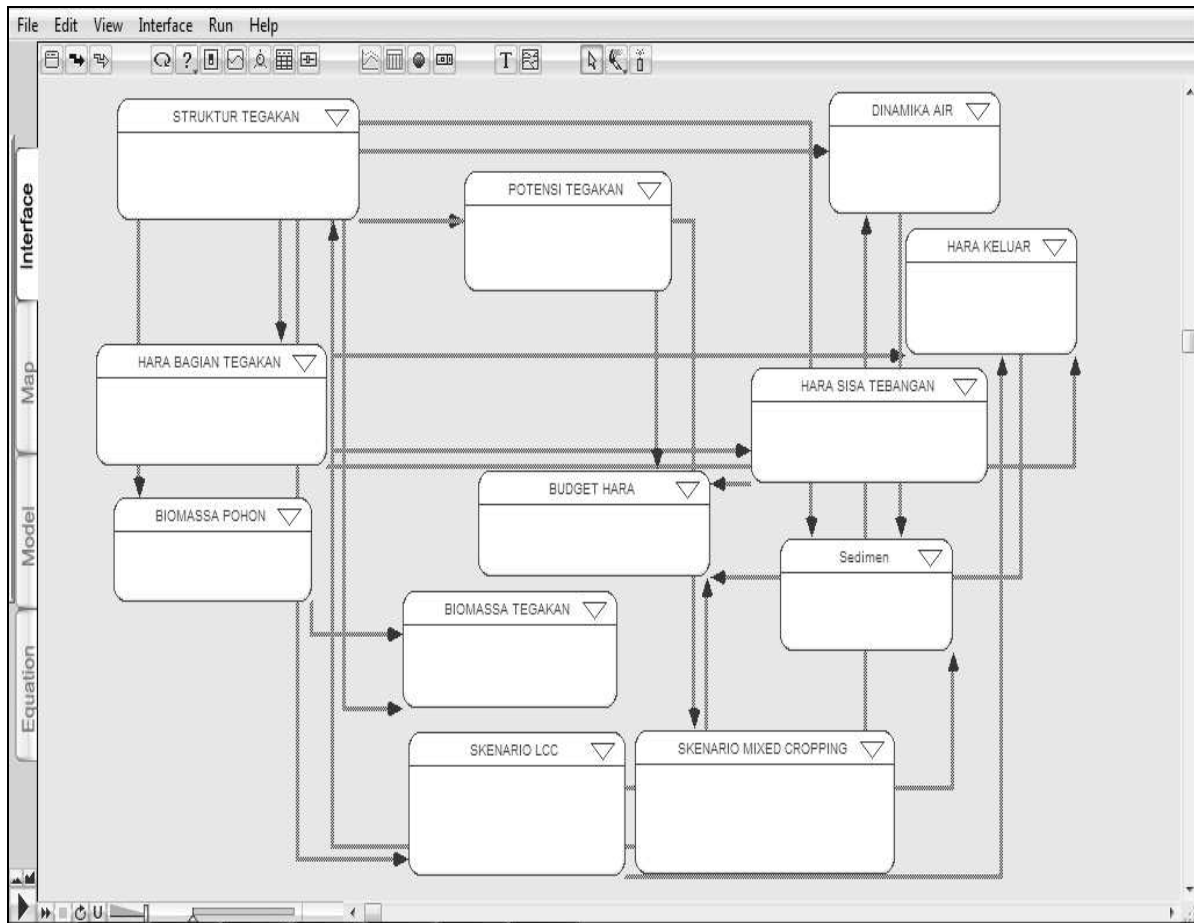 File Edit View Interface Run Help
T
Interface
Map
Model
Equation
STRUKTUR TEGAKAN
DINAMIKA AIR
POTENSI TEGAKAN
HARA KELUAR
HARA BAGIAN TEGAKAN
HARA SISA TEBANGAN
BUDGET HARA
BIOMASSA POHON
Sedimen
BIOMASSA TEGAKAN
SKENARIO LCC
SKENARIO MIXED CROPPING
U